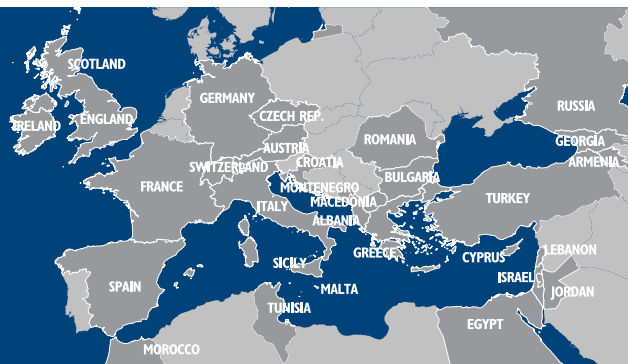 SCOTLAND
IRELAND
ENGLAND
GERMANY
CZECH REP.
RUSSIA
ROMANIA
AUSTRIA
GEORGIA
SWITZERLAND
CROATIA
ARMENIA
FRANCE
MONTENEGRO
BULGARIA
TURKEY
ITALY
MACEDONIA
ALBANIA
GREECE
CYPRUS
LEBANON
SICILY
ISRAEL
SPAIN
MALTA
JORDAN
TUNISIA
EGYPT
MOROCCO